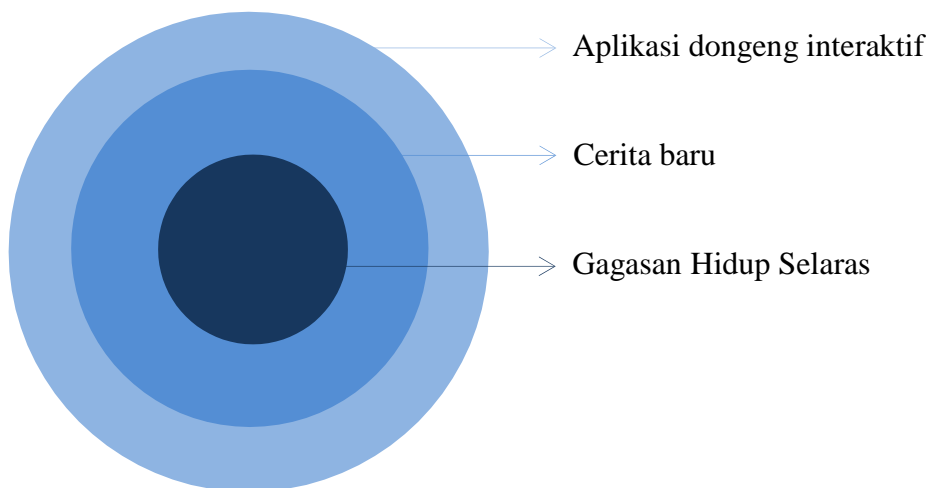 Aplikasi dongeng interaktif
Cerita baru
Gagasan Hidup Selaras